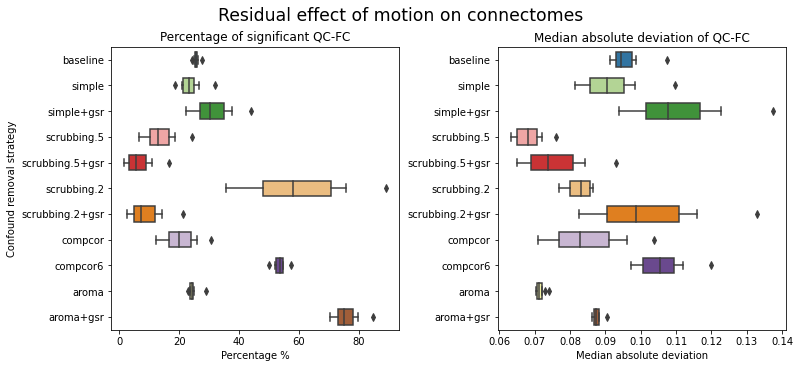 Residual effect of motion on connectomes
Percentage of significant QC-FC
Confound removal strategy
baseline
simple
simple+gsr
scrubbing.5
scrubbing.5+gsr
scrubbing.2
scrubbing.2+gsr
compcor
compcor6
aroma
aroma+gsr
0 20 40 60 80
Percentage %
Median absolute deviation of QC-FC
baseline
simple
simple+gsr
scrubbing.5
scrubbing.5+gsr
scrubbing.2
scrubbing.2+gsr
compcor
compcor6
aroma
aroma+gsr
0.06 0.07 0.08 0.09 0.10 0.11 0.12 0.13 0.14
Median absolute deviation